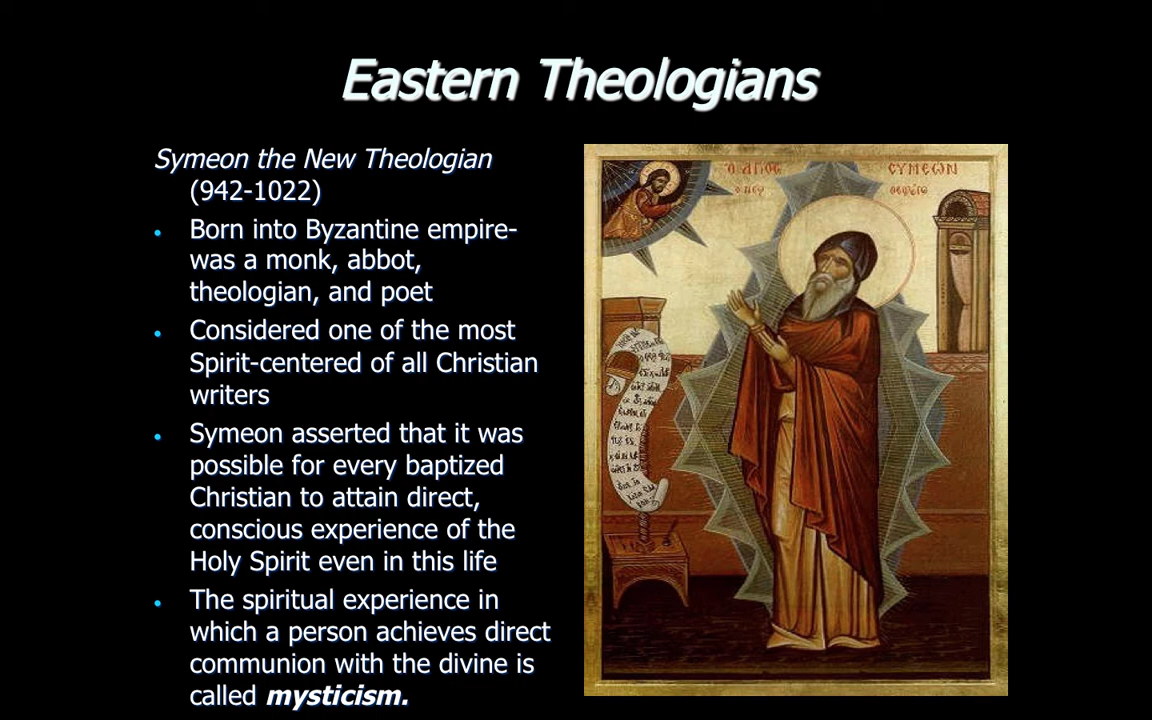 Eastern Theologians
Symeon the New Theologian
(942-1022)
• Born into Byzantine empire-
was a monk, abbot,
theologian, and poet
• Considered one of the most
Spirit-centered of all Christian
writers
• Symeon asserted that it was
possible for every baptized
Christian to attain direct,
conscious experience of the
Holy Spirit even in this life
• The spiritual experience in
which a person achieves direct
communion with the divine is
called mysticism.
Ὁ ἍΓΙΟΣ ΣΥΜΕΩΝ